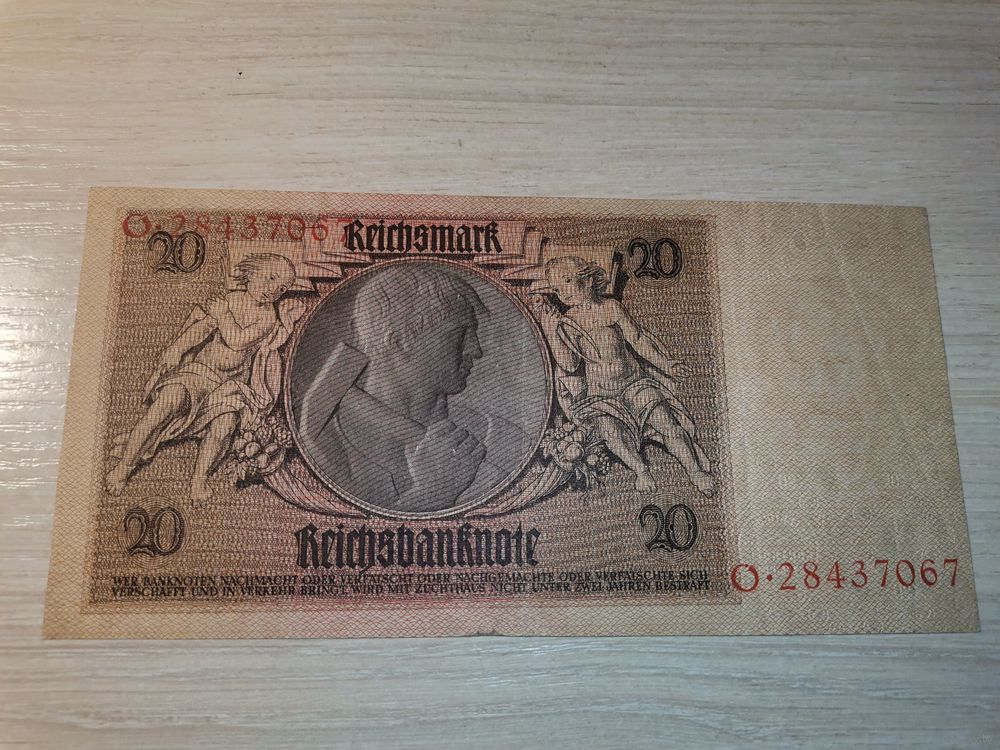 O·28437067
20 Reichsmark 20
20 Reichsbanknote 20
WER BANKNOTEN NACHMACHT ODER VERFÄLSCHT ODER NACHGEMACHTE ODER VERFÄLSCHTE SICH
VERSCHAFFT UND IN VERKEHR BRINGT, WIRD MIT ZUCHTHAUS NICHT UNTER ZWEI JAHREN BESTRAFT
O·28437067